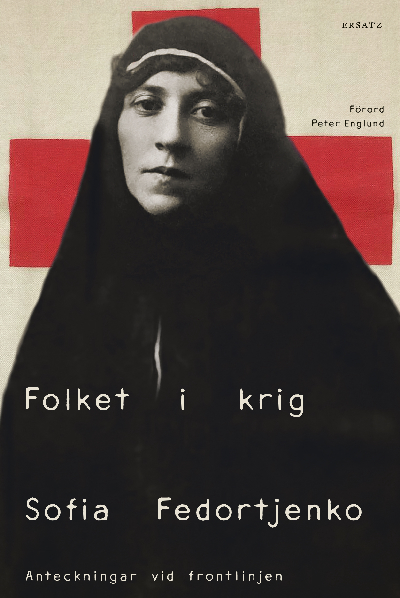 ERSATZ
Förord
Peter Englund
Folket i krig
Sofia Fedortjenko
Anteckningar vid frontlinjen